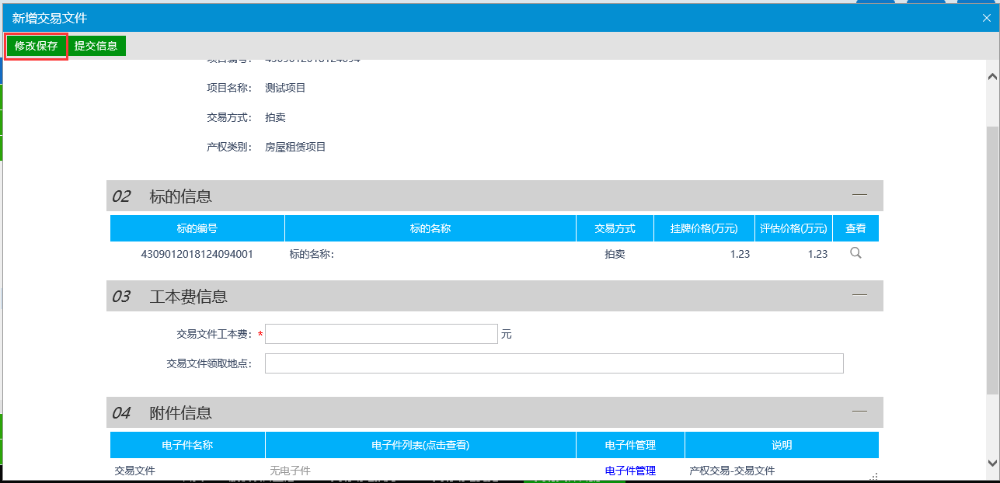 新增交易文件
修改保存 提交信息
项目编号： 4309012018124094
项目名称： 测试项目
交易方式： 拍卖
产权类别： 房屋租赁项目
02 标的信息
标的编号 标的名称 交易方式 挂牌价格(万元) 评估价格(万元) 查看
4309012018124094001 标的名称： 拍卖 1.23 1.23
03 工本费信息
交易文件工本费： * 元
交易文件领取地点：
04 附件信息
电子件名称 电子件列表(点击查看) 电子件管理 说明
交易文件 无电子件 电子件管理 产权交易-交易文件